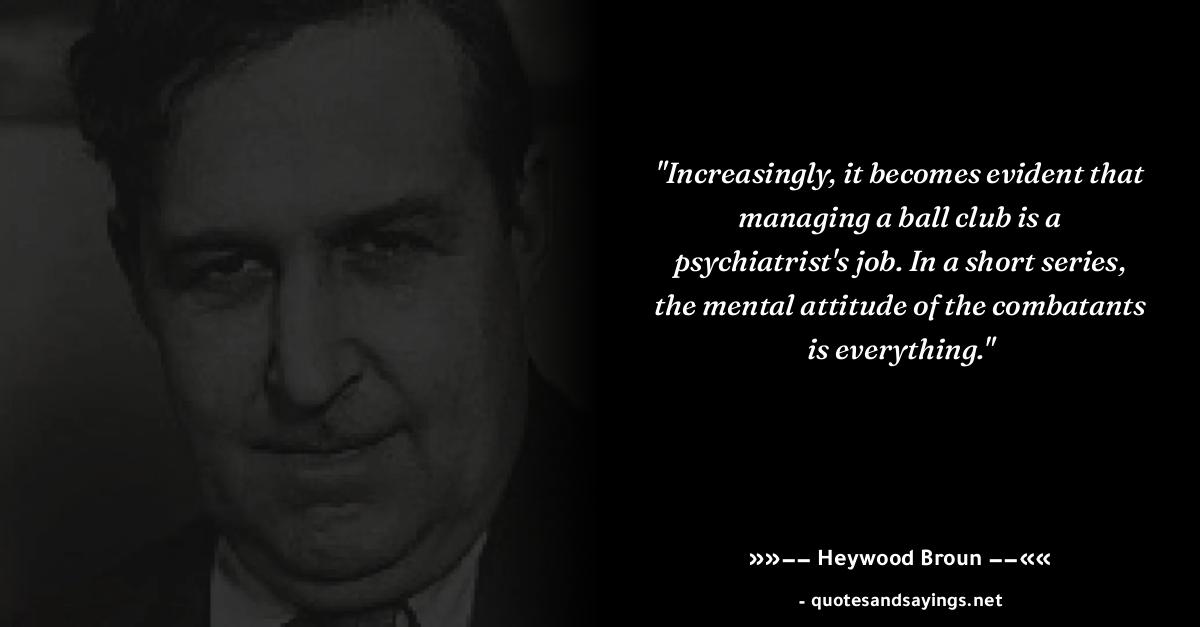 "Increasingly, it becomes evident that
managing a ball club is a
psychiatrist's job. In a short series,
the mental attitude of the combatants
is everything."
»»–– Heywood Broun ––««
- quotesandsayings.net